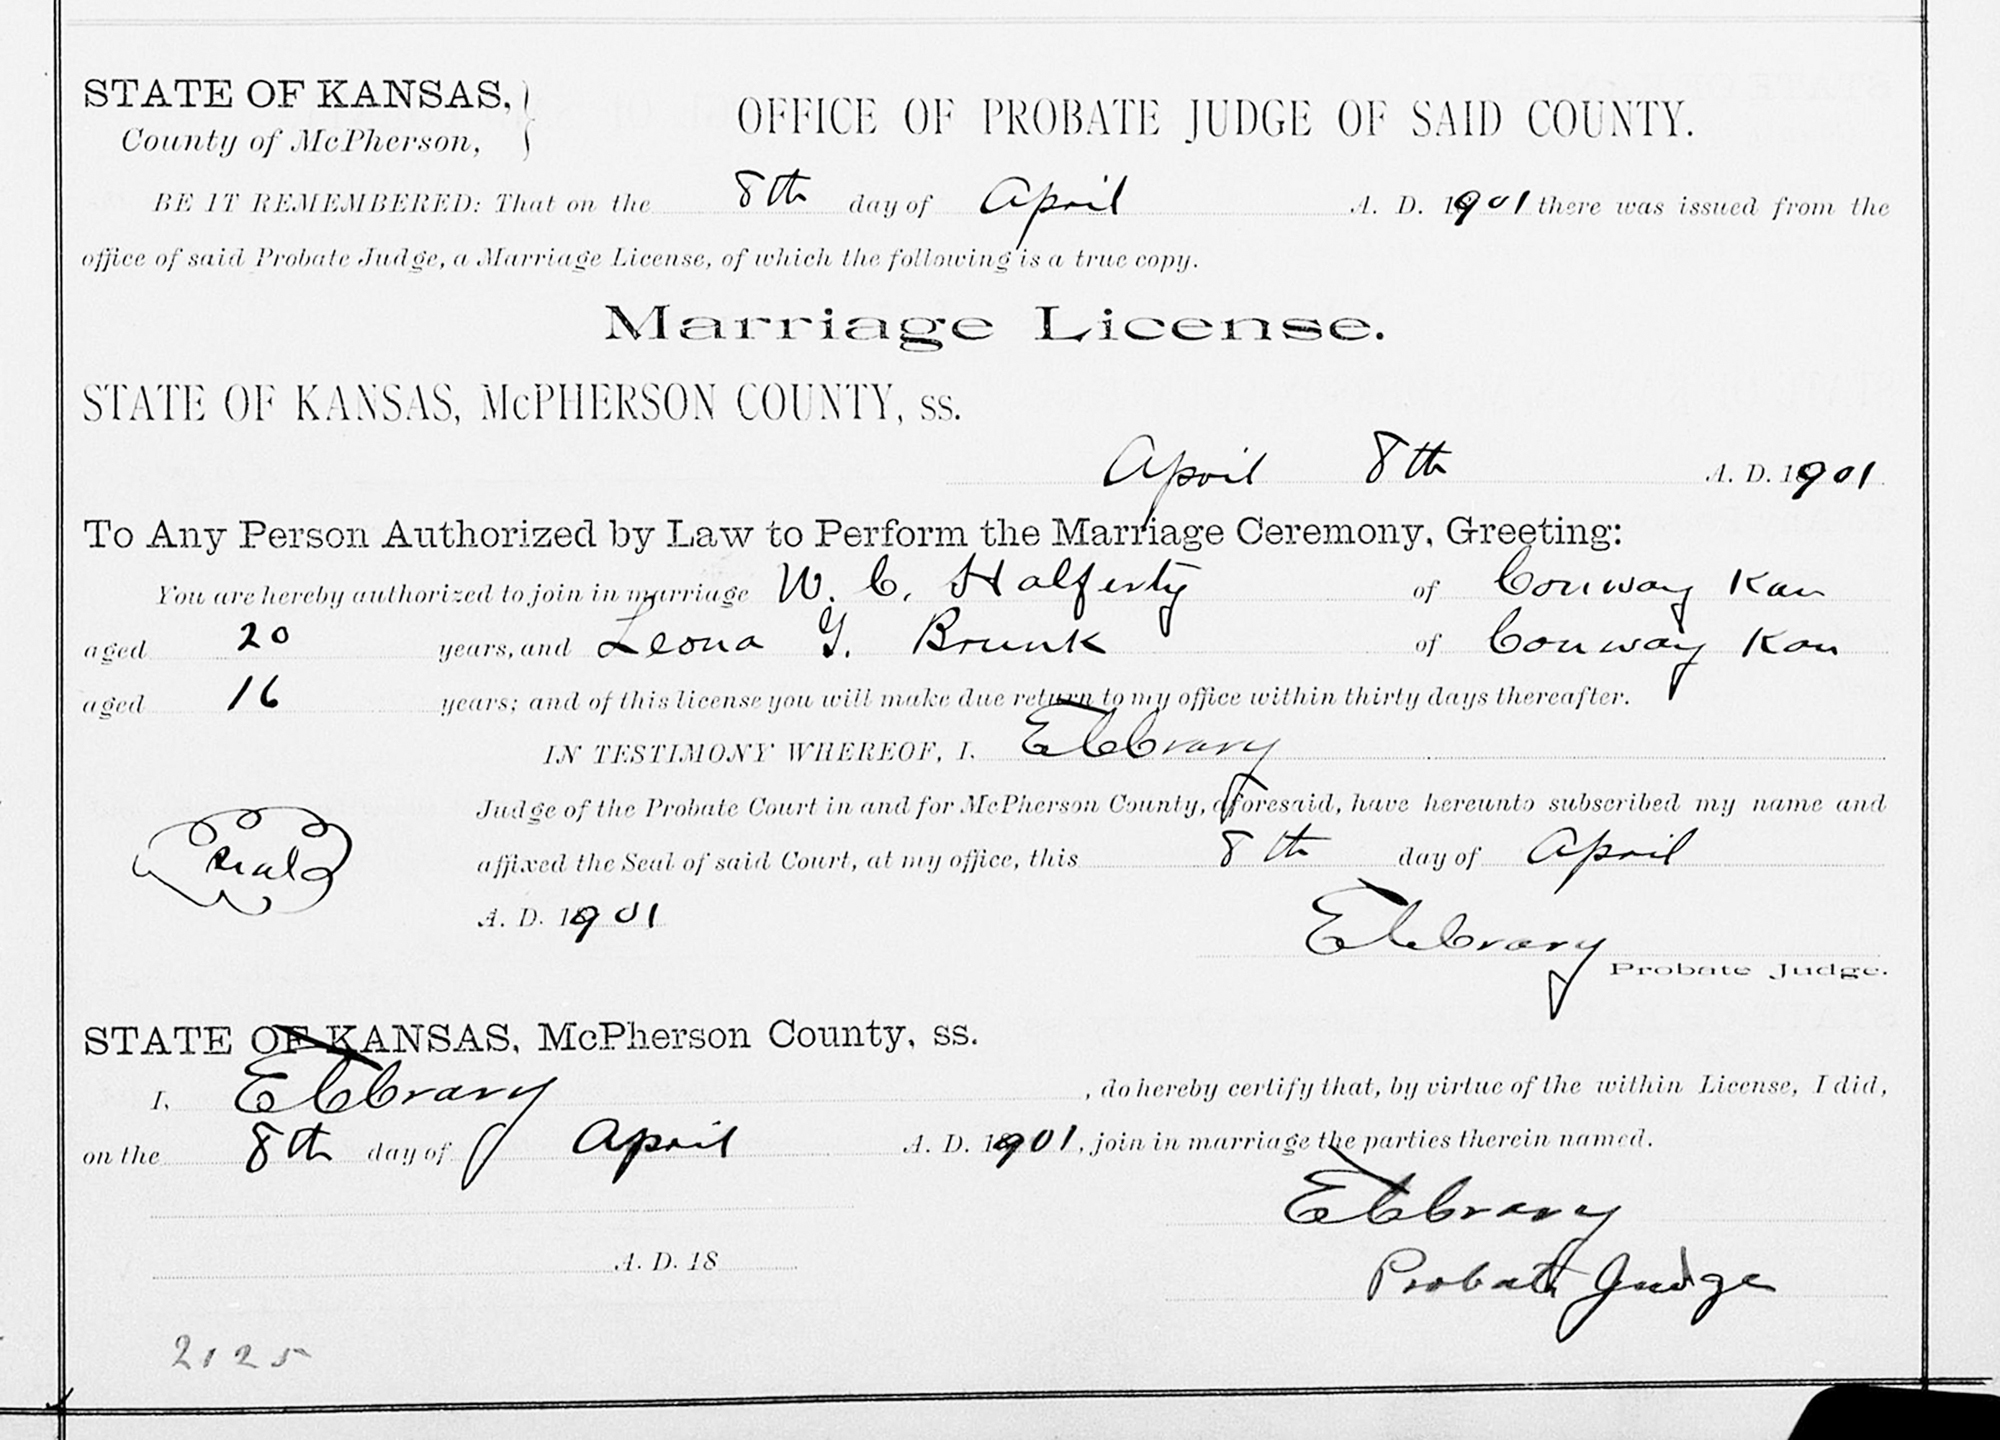 STATE OF KANSAS,
County of McPherson,
OFFICE OF PROBATE JUDGE OF SAID COUNTY.
BE IT REMEMBERED: That on the 8th day of April A. D. 1901 there was issued from the
office of said Probate Judge, a Marriage License, of which the following is a true copy.
Marriage License.
STATE OF KANSAS, McPHERSON COUNTY, ss.
April 8th A. D. 1901
To Any Person Authorized by Law to Perform the Marriage Ceremony, Greeting:
You are hereby authorized to join in marriage W. C. Halferty of Conway Kan
aged 20 years, and Leona G. Brunk of Conway Kan
aged 16 years; and of this license you will make due return to my office within thirty days thereafter.
IN TESTIMONY WHEREOF, I,
Judge of the Probate Court in and for McPherson County, aforesaid, have hereunto subscribed my name and
affixed the Seal of said Court, at my office, this 8th day of April
Seal
A. D. 1901
Probate Judge.
STATE OF KANSAS, McPherson County, ss.
I, , do hereby certify that, by virtue of the within License, I did,
on the 8th day of April A. D. 1901, join in marriage the parties therein named.
Probate Judge
A. D. 18
2125